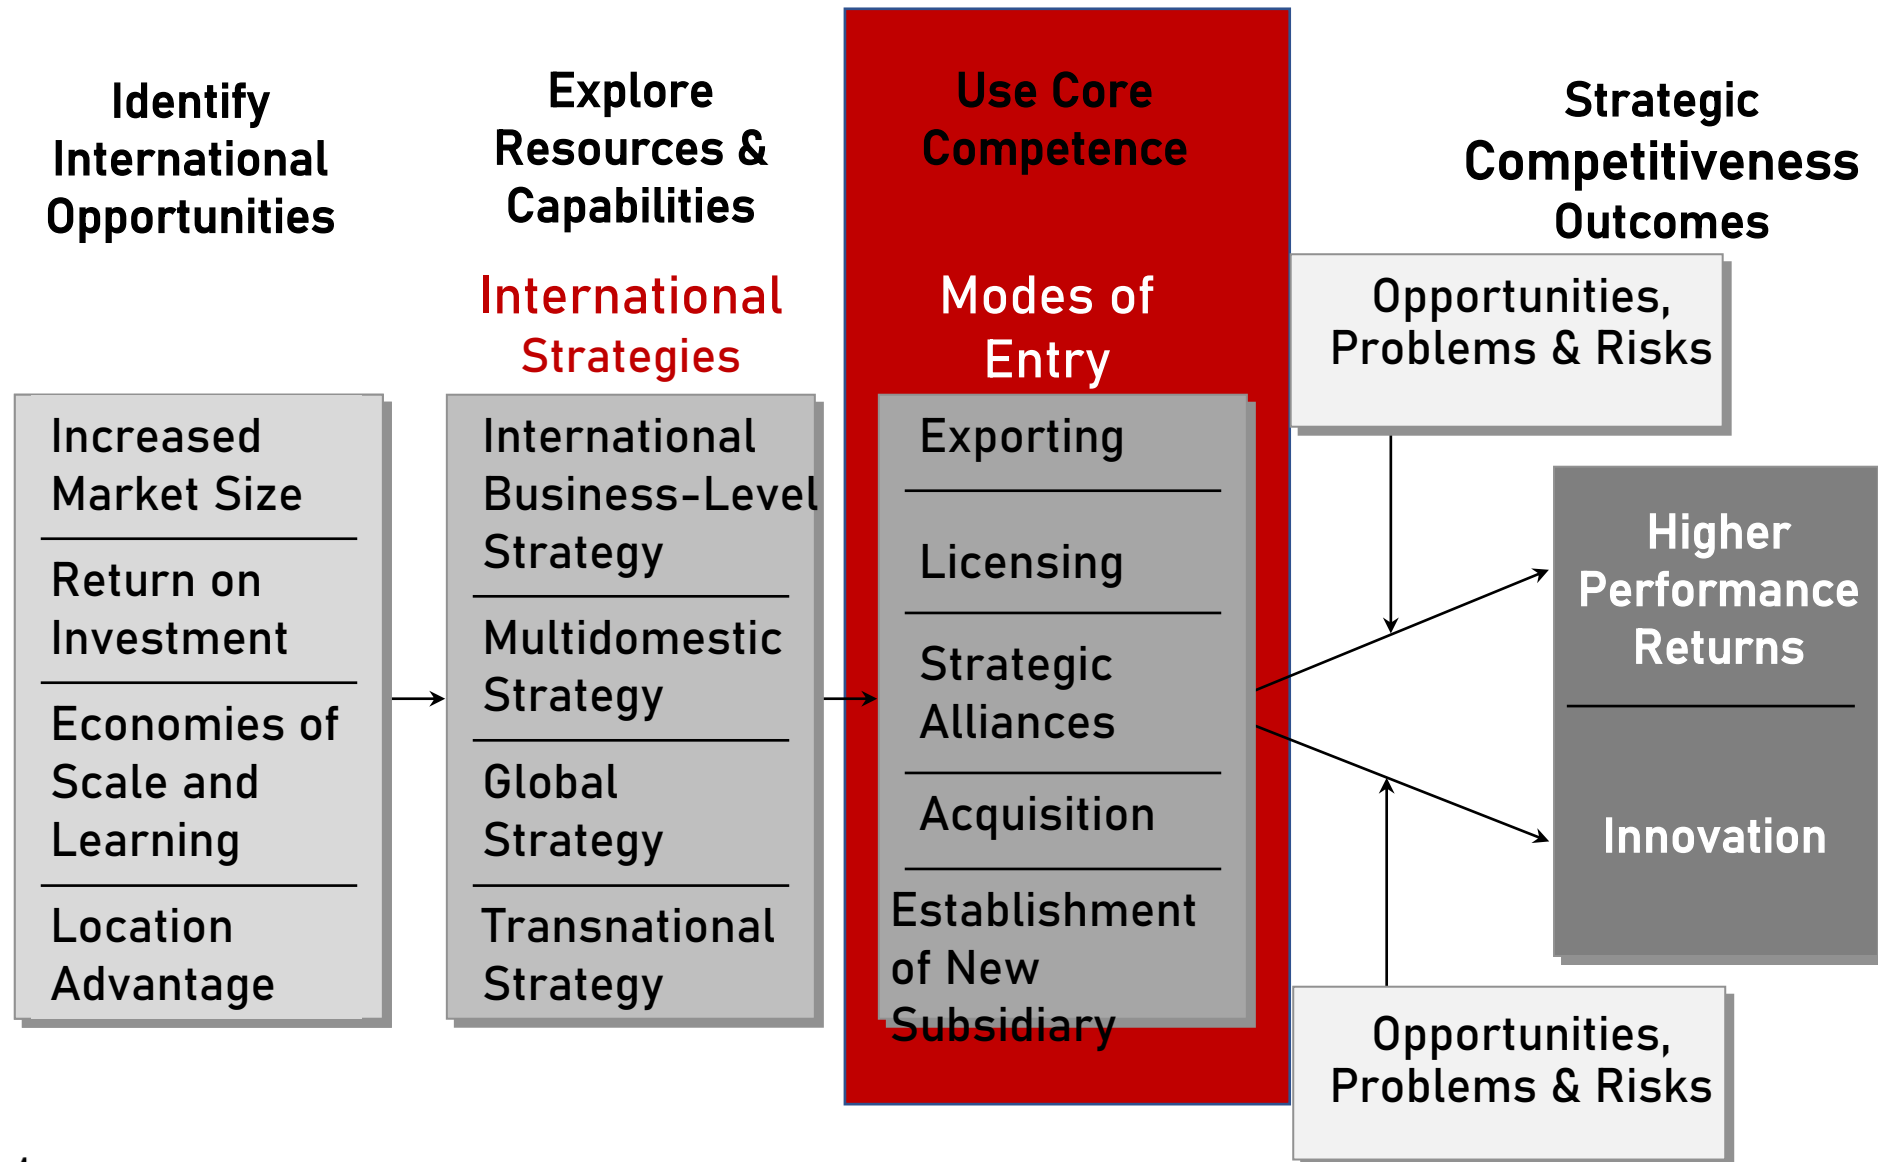 Identify
International
Opportunities
Explore
Resources &
Capabilities
International
Strategies
Use Core
Competence
Modes of
Entry
Strategic
Competitiveness
Outcomes
Increased
Market Size
Return on
Investment
Economies of
Scale and
Learning
Location
Advantage
International
Business-Level
Strategy
Multidomestic
Strategy
Global
Strategy
Transnational
Strategy
Exporting
Licensing
Strategic
Alliances
Acquisition
Establishment
of New
Subsidiary
Opportunities,
Problems & Risks
Higher
Performance
Returns
Innovation
Opportunities,
Problems & Risks